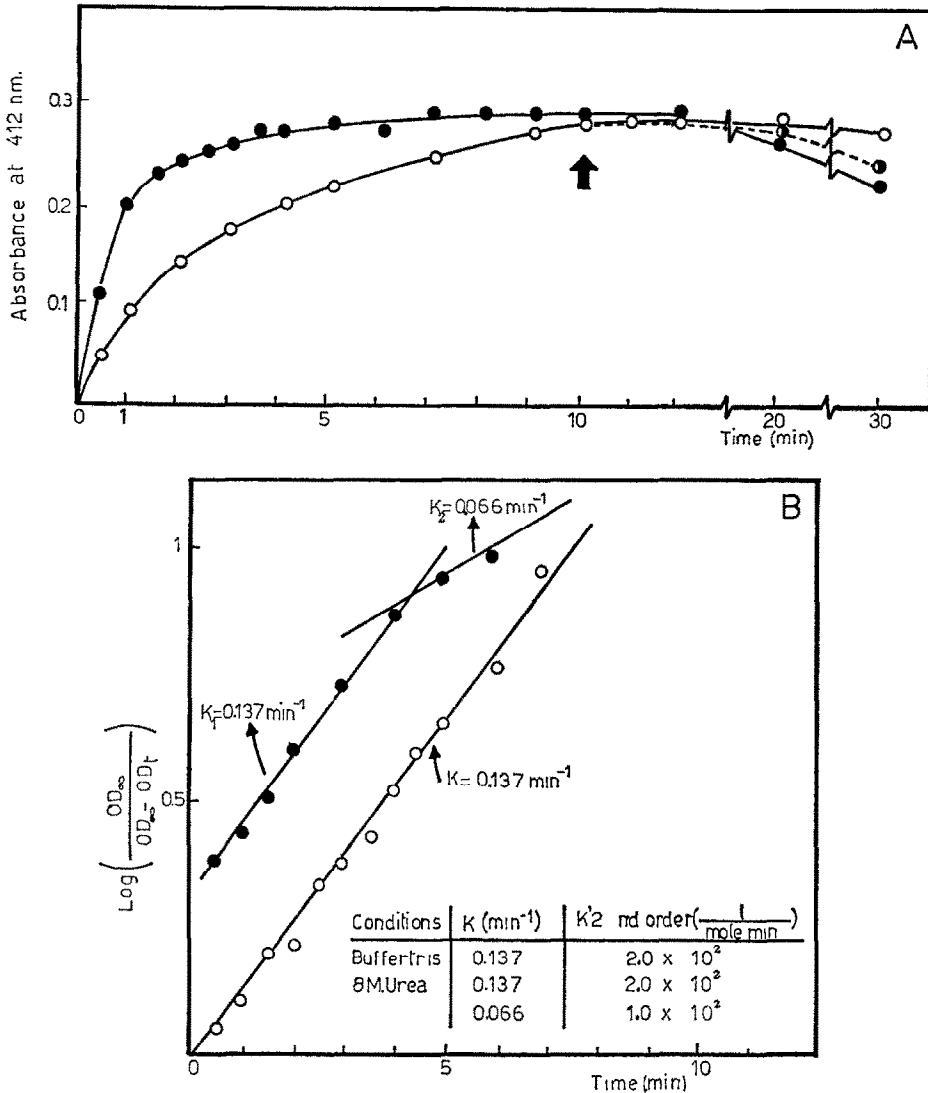 A
Absorbance at 412 nm.
0.3
0.2
0.1
0
1
5
10
20
30
Time (min)
B
K2=0.066 min⁻¹
1
K1=0.137 min⁻¹
Log (OD∞ / OD∞ - ODt)
0.5
K=0.137 min⁻¹
Conditions K (min⁻¹) K'2 nd order (l / mole min)
Buffertris 0.137 2.0 x 10²
8M.Urea 0.137 2.0 x 10²
0.066 1.0 x 10²
0
5
10
Time (min)